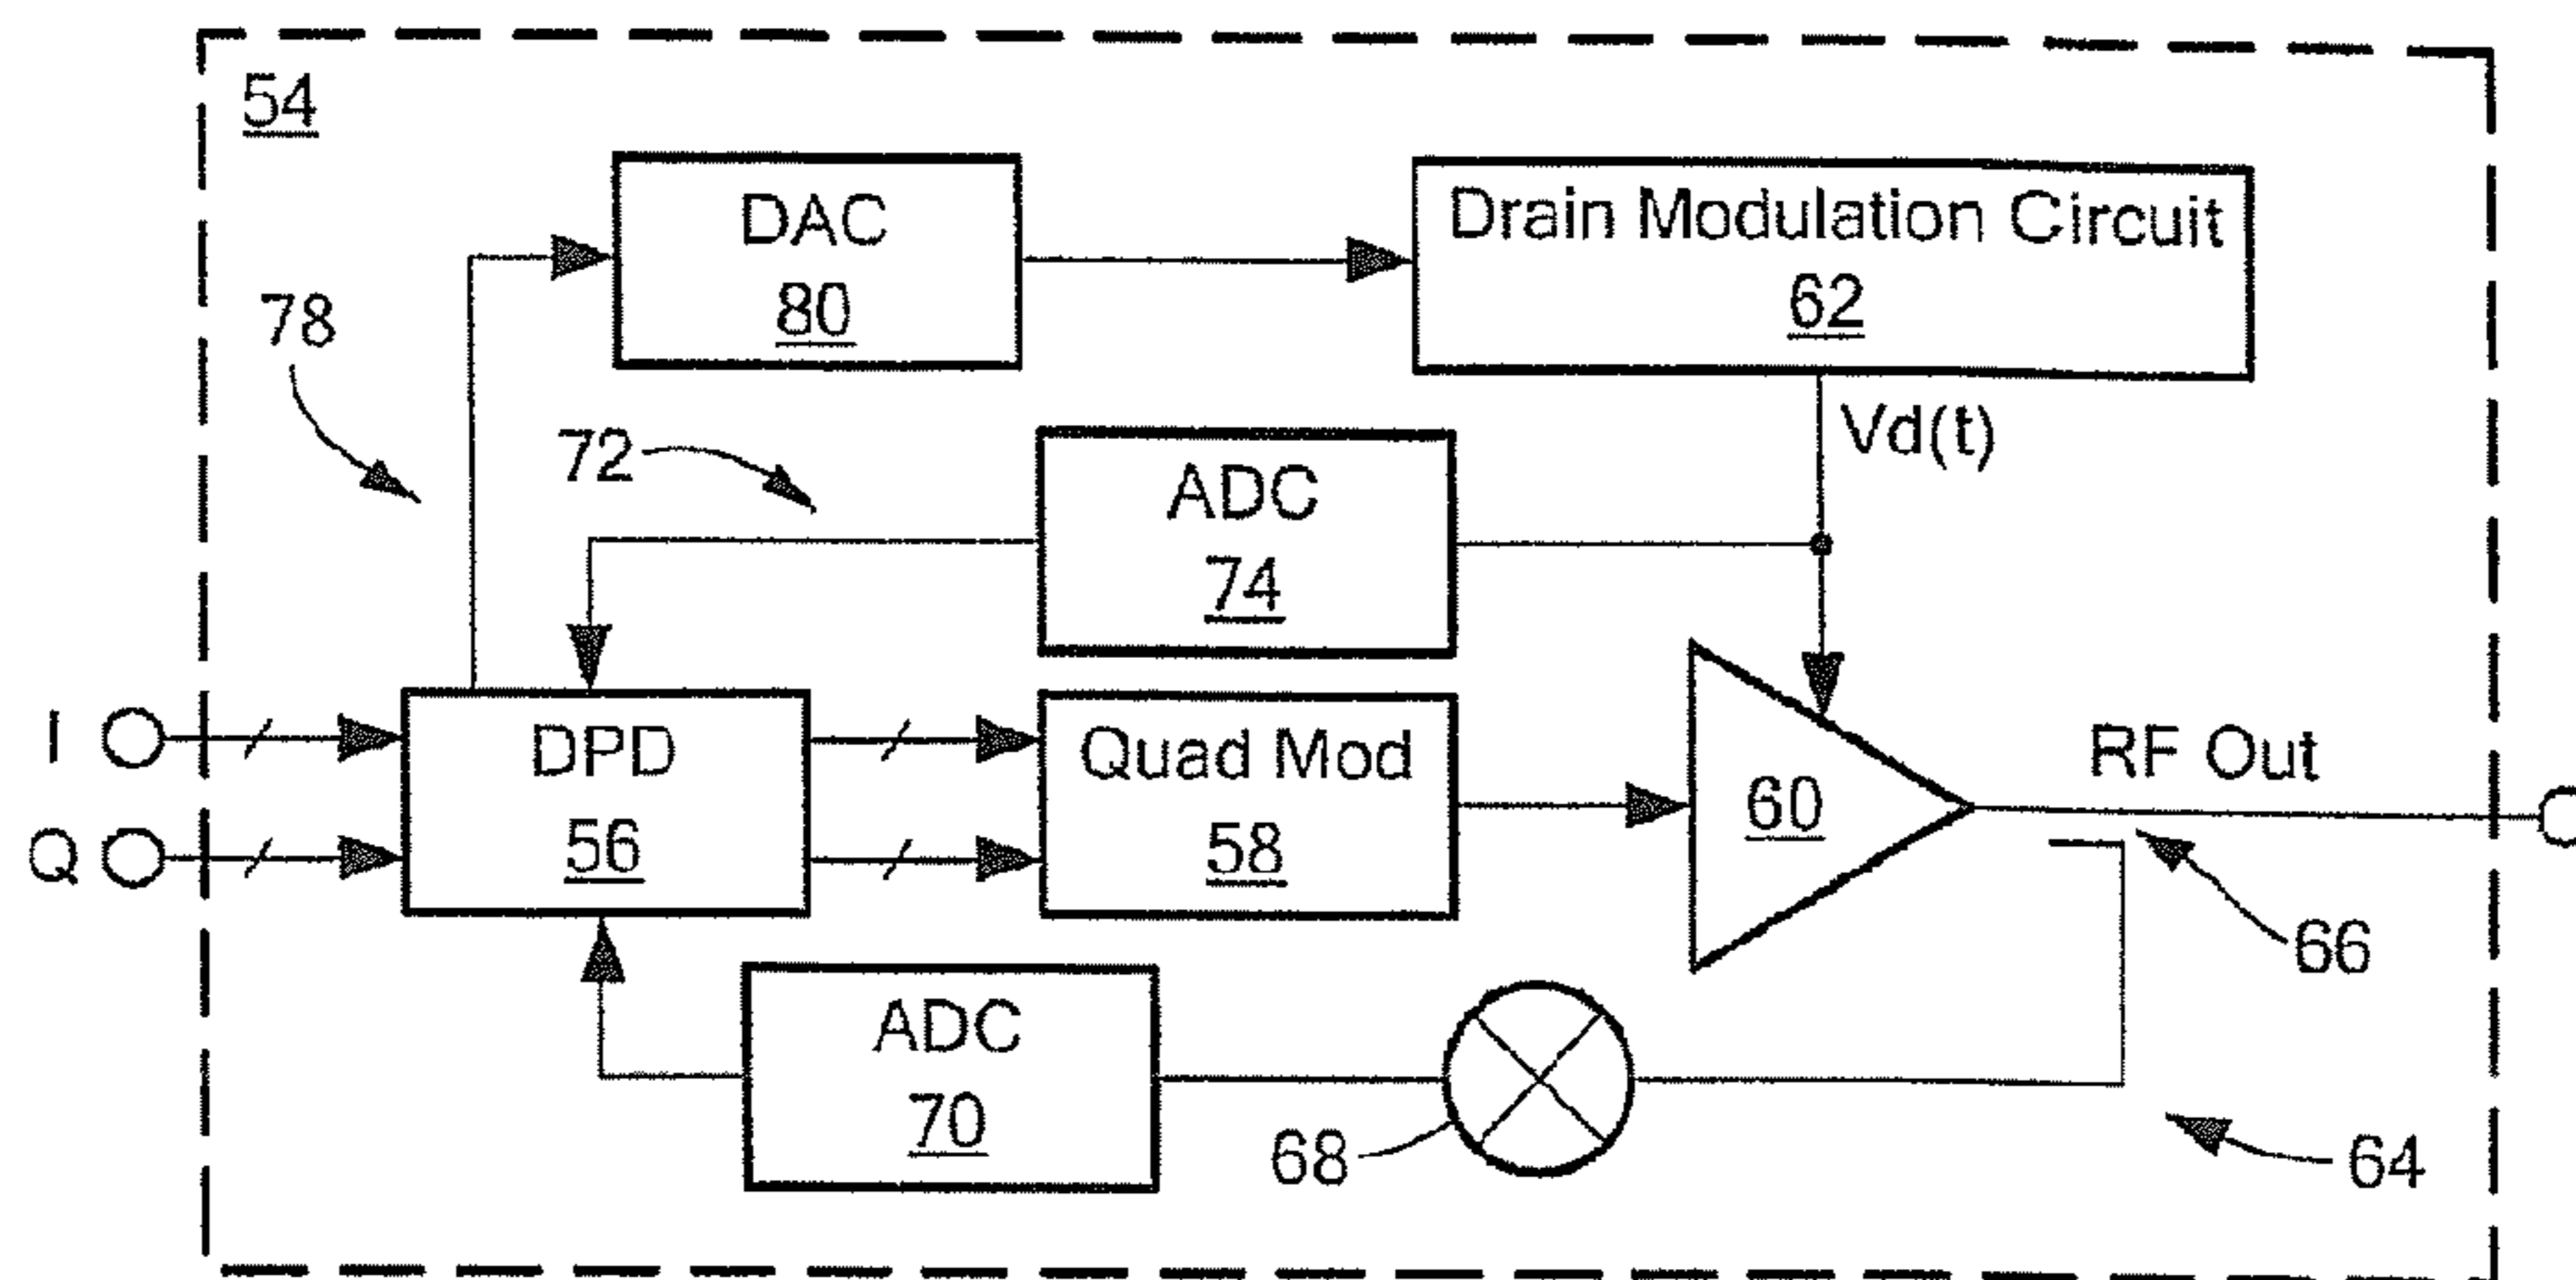 54
DAC
80
Drain Modulation Circuit
62
78
72
Vd(t)
ADC
74
I
DPD
56
Quad Mod
58
60
RF Out
Q
66
ADC
70
68
64